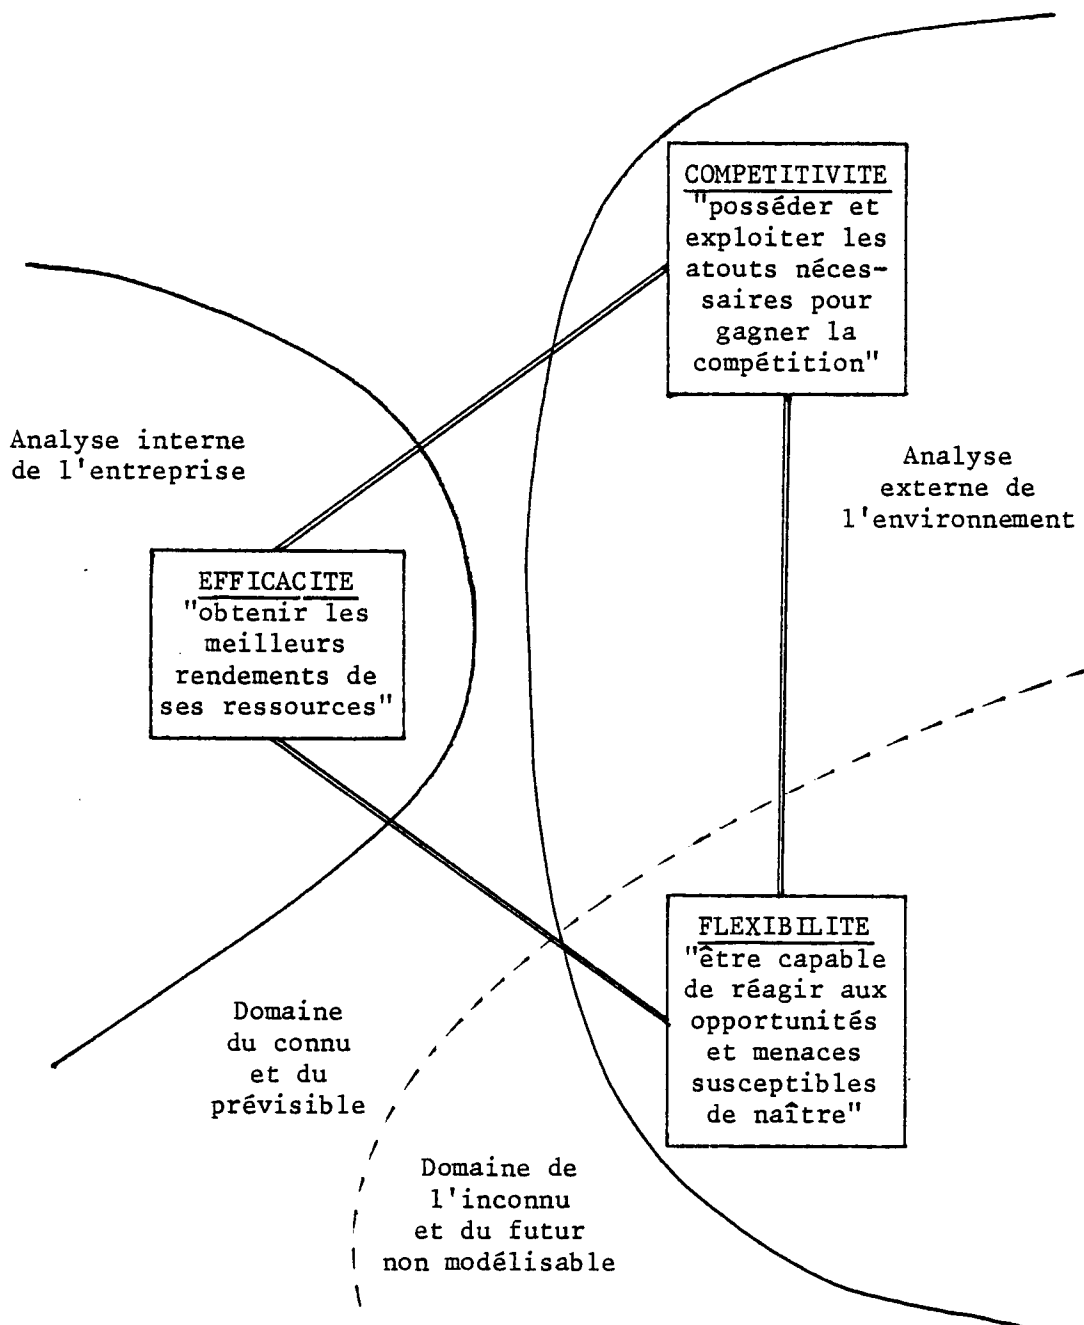 COMPETITIVITE
"posséder et
exploiter les
atouts néces-
saires pour
gagner la
compétition"
Analyse interne
de l'entreprise
Analyse
externe de
l'environnement
EFFICACITE
"obtenir les
meilleurs
rendements de
ses ressources"
FLEXIBILITE
"être capable
de réagir aux
opportunités
et menaces
susceptibles
de naître"
Domaine
du connu
et du
prévisible
Domaine de
l'inconnu
et du futur
non modélisable